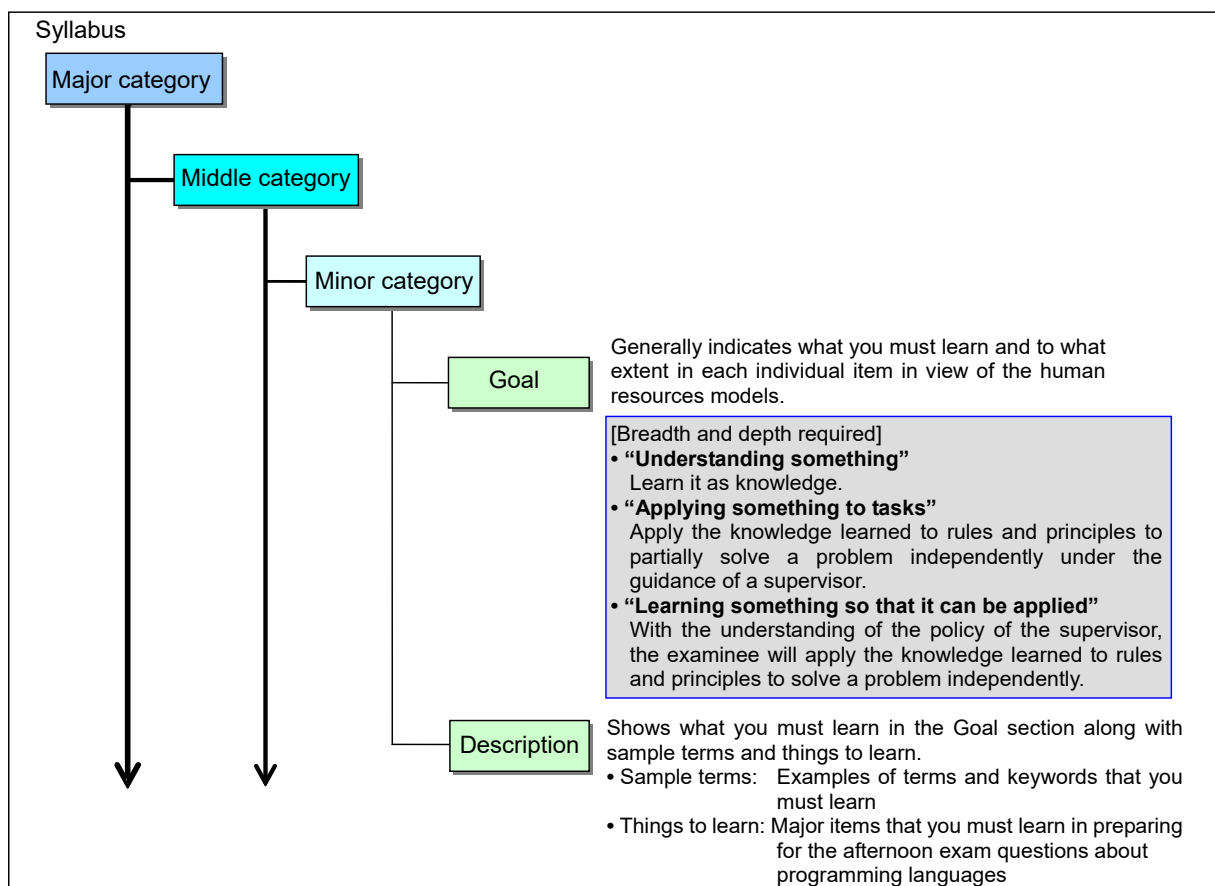 Syllabus
Major category
Middle category
Minor category
Goal
Generally indicates what you must learn and to what
extent in each individual item in view of the human
resources models.
[Breadth and depth required]
• “Understanding something”
Learn it as knowledge.
• “Applying something to tasks”
Apply the knowledge learned to rules and principles to
partially solve a problem independently under the
guidance of a supervisor.
• “Learning something so that it can be applied”
With the understanding of the policy of the supervisor,
the examinee will apply the knowledge learned to rules
and principles to solve a problem independently.
Description
Shows what you must learn in the Goal section along with
sample terms and things to learn.
• Sample terms: Examples of terms and keywords that you
must learn
• Things to learn: Major items that you must learn in preparing
for the afternoon exam questions about
programming languages